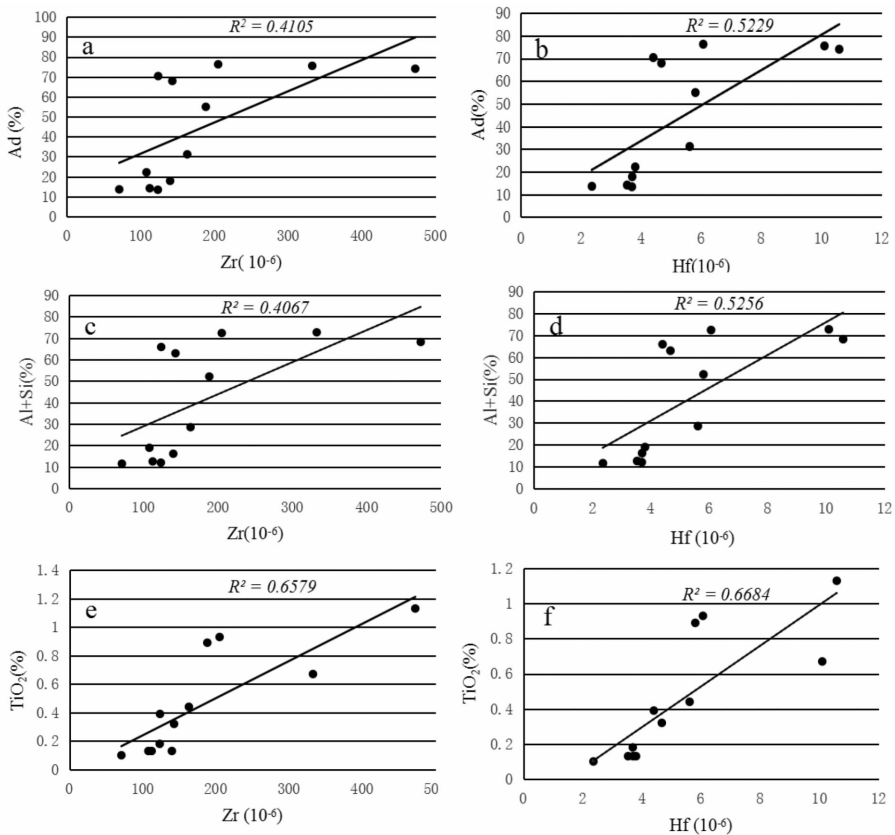 a
R² = 0.4105
100
90
80
70
60
50
40
30
20
10
0
Ad (%)
0 100 200 300 400 500
Zr( 10⁻⁶)
b
R² = 0.5229
90
80
70
60
50
40
30
20
10
0
Ad(%)
0 2 4 6 8 10 12
Hf(10⁻⁶)
c
R² = 0.4067
90
80
70
60
50
40
30
20
10
0
Al+Si(%)
0 100 200 300 400 500
Zr(10⁻⁶)
d
R² = 0.5256
90
80
70
60
50
40
30
20
10
0
Al+Si(%)
0 2 4 6 8 10 12
Hf (10⁻⁶)
e
R² = 0.6579
1.4
1.2
1
0.8
0.6
0.4
0.2
0
TiO₂(%)
0 100 200 300 400 50
Zr (10⁻⁶)
f
R² = 0.6684
1.2
1
0.8
0.6
0.4
0.2
0
TiO₂(%)
0 2 4 6 8 10 12
Hf (10⁻⁶)